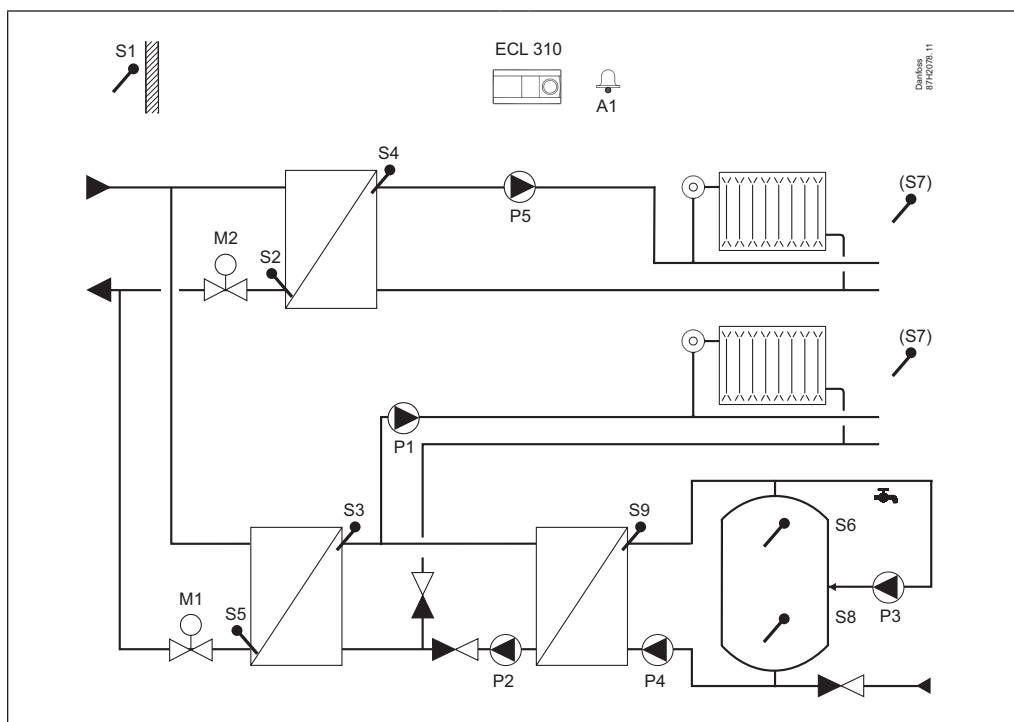 S1
ECL 310
A1
Danfoss
87H2078.11
S4
P5
(S7)
M2
S2
(S7)
P1
S3
S9
S6
M1
S5
S8
P3
P2
P4